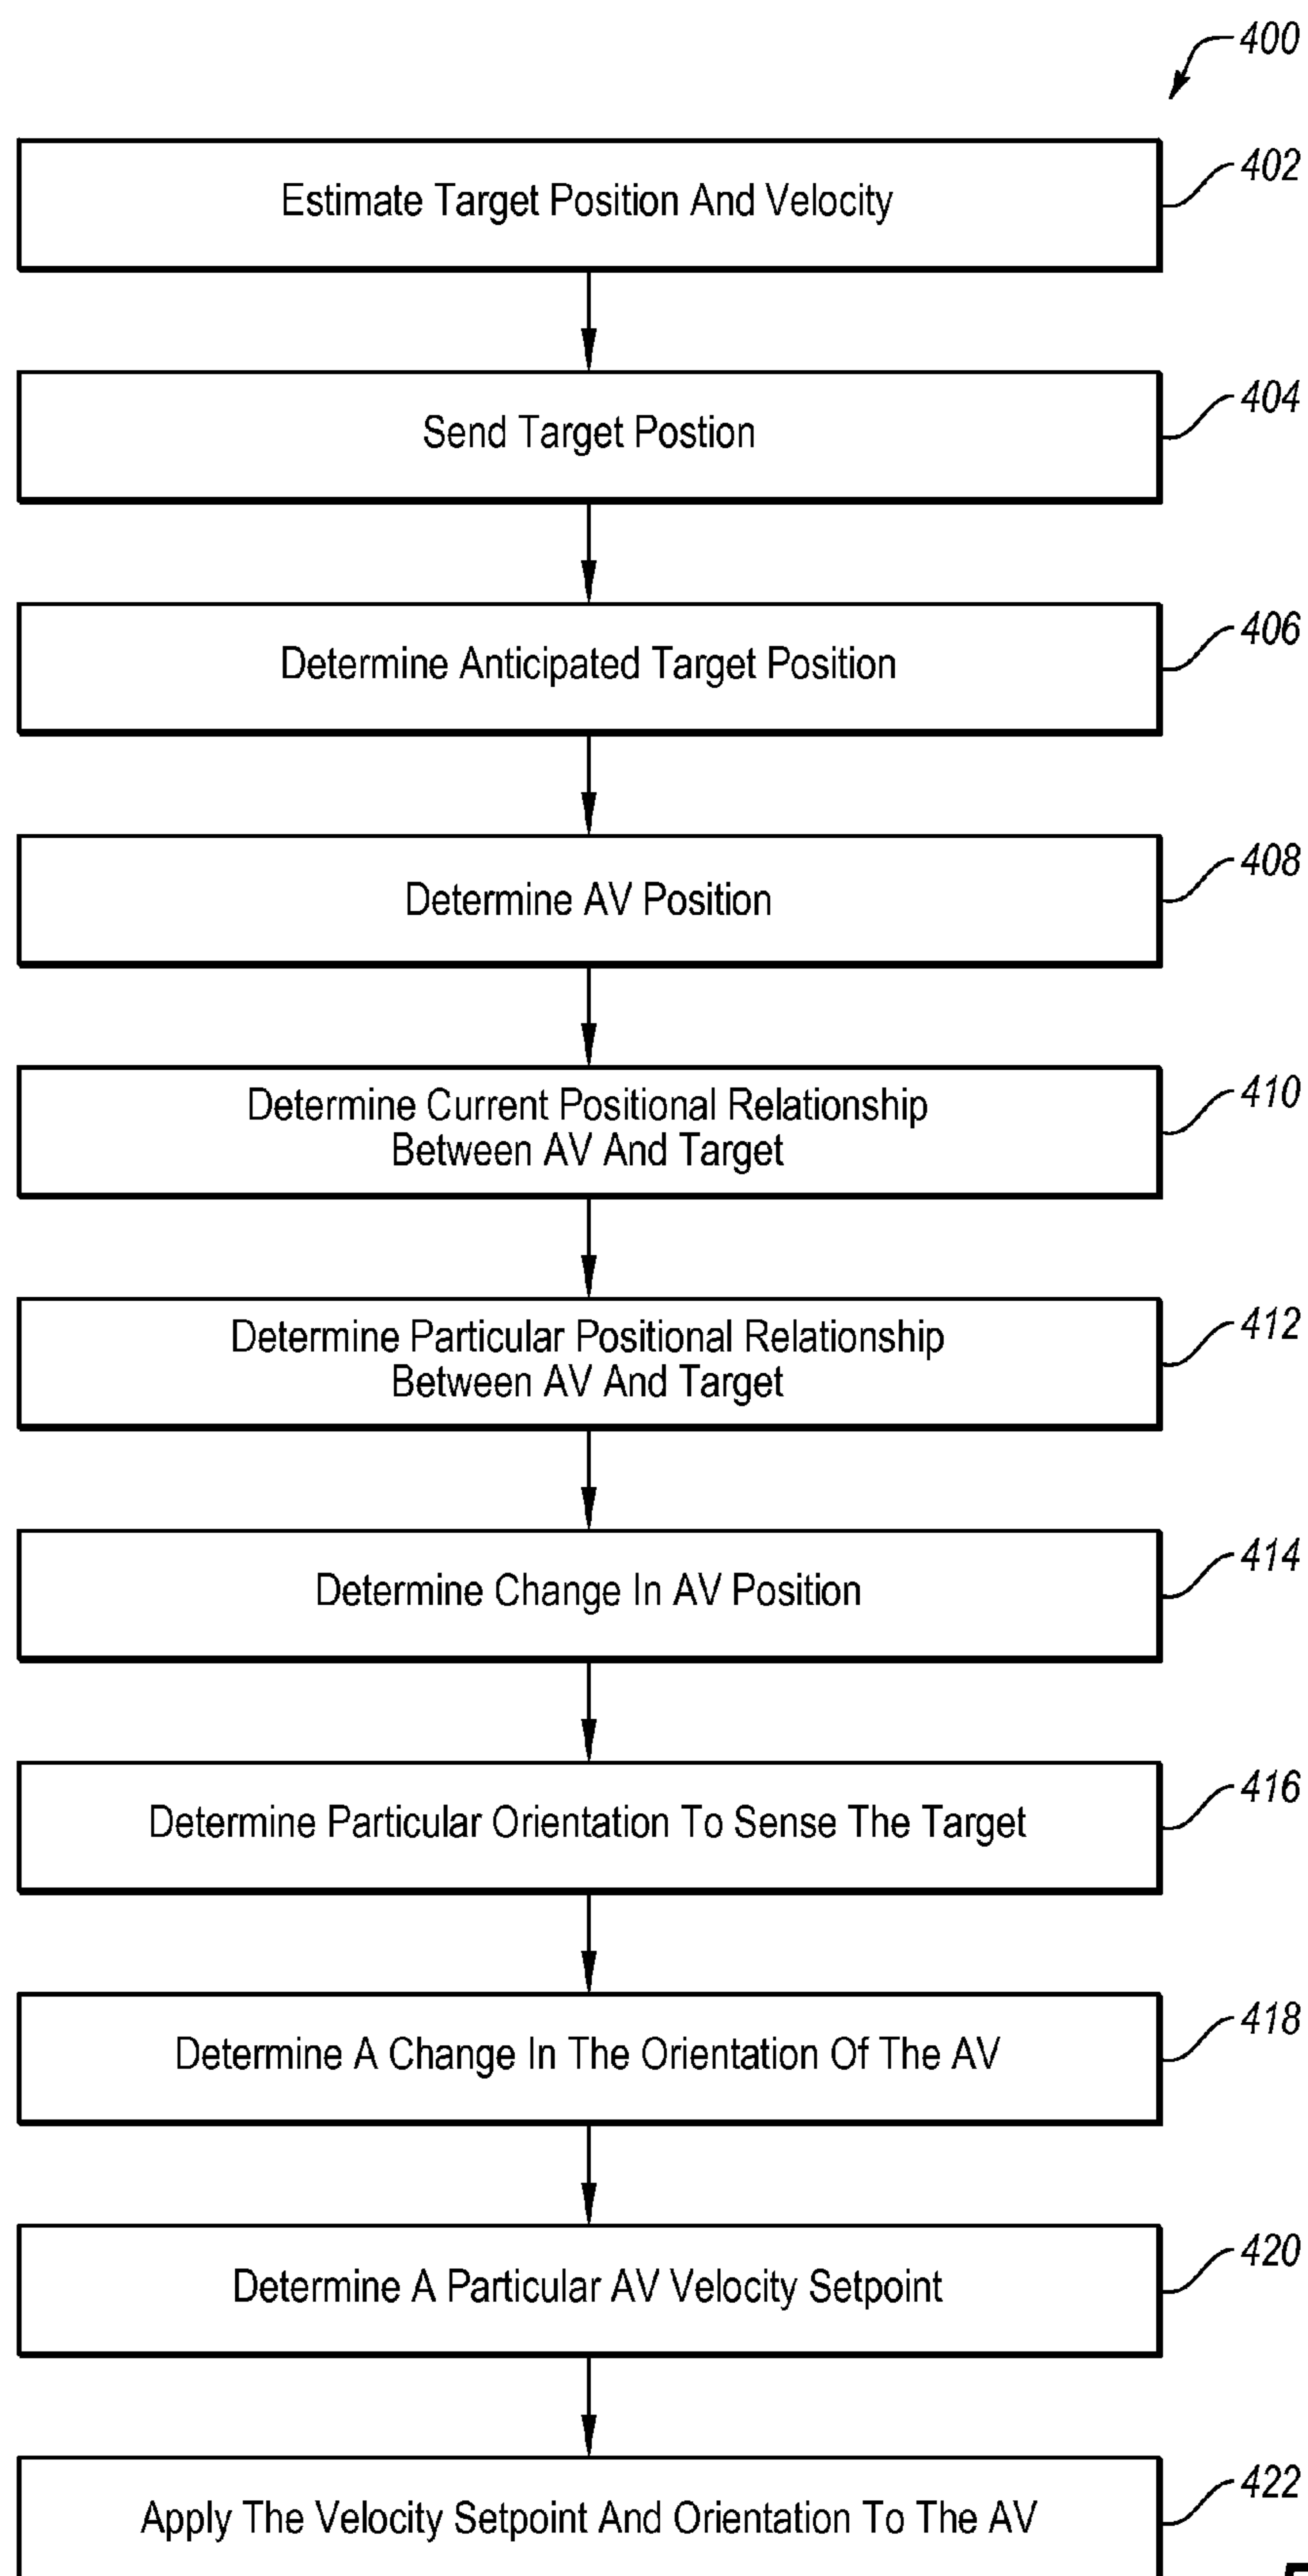 400
Estimate Target Position And Velocity
402
Send Target Postion
404
Determine Anticipated Target Position
406
Determine AV Position
408
Determine Current Positional Relationship
Between AV And Target
410
Determine Particular Positional Relationship
Between AV And Target
412
Determine Change In AV Position
414
Determine Particular Orientation To Sense The Target
416
Determine A Change In The Orientation Of The AV
418
Determine A Particular AV Velocity Setpoint
420
Apply The Velocity Setpoint And Orientation To The AV
422